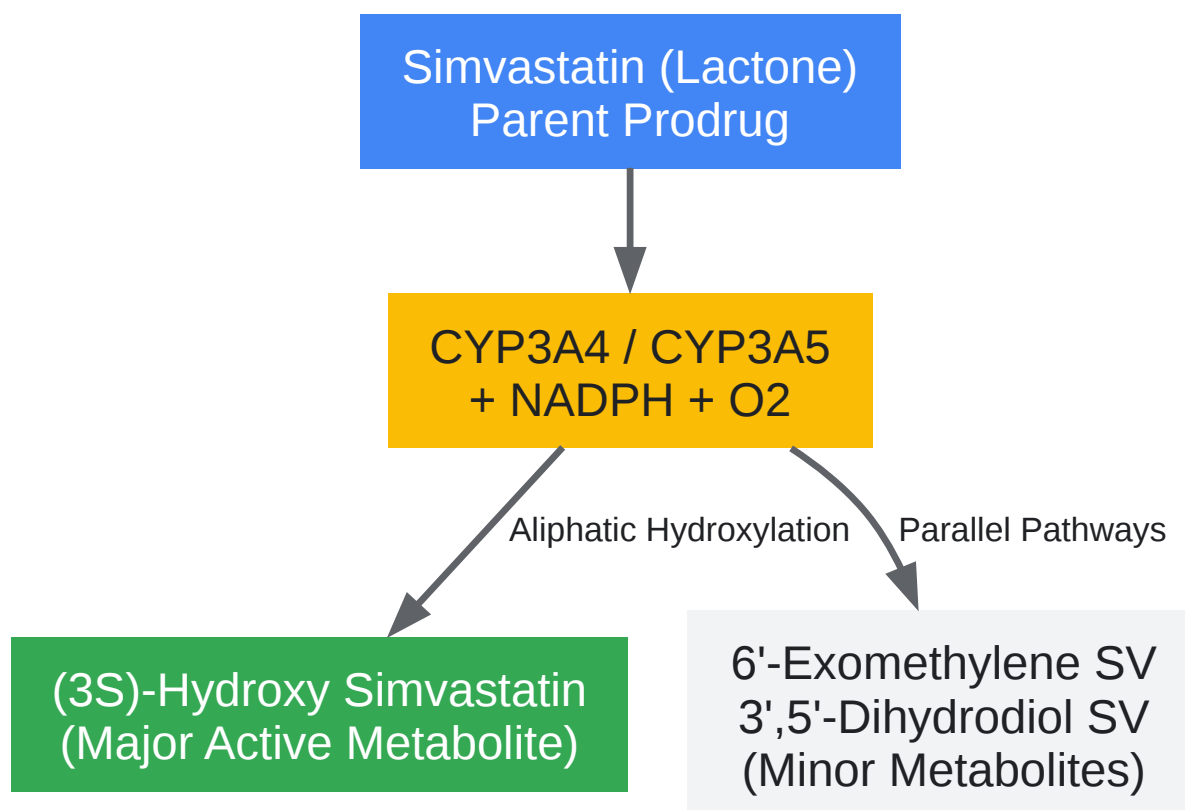 Simvastatin (Lactone)
Parent Prodrug
CYP3A4 / CYP3A5
+ NADPH + O2
Aliphatic Hydroxylation
Parallel Pathways
(3S)-Hydroxy Simvastatin
(Major Active Metabolite)
6'-Exomethylene SV
3',5'-Dihydrodiol SV
(Minor Metabolites)